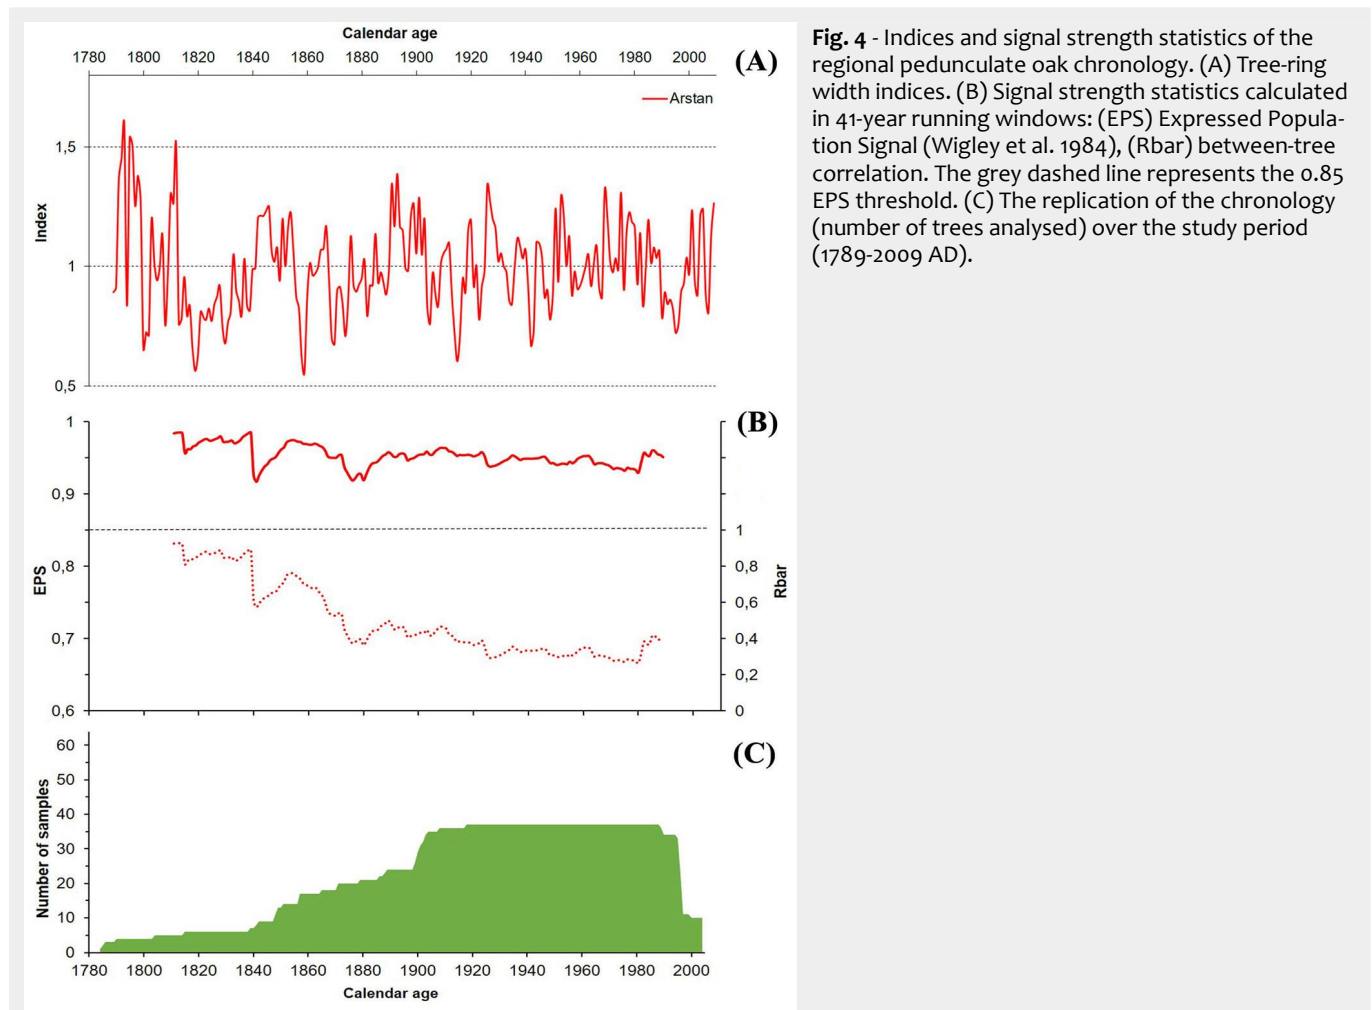 Calendar age
1780 1800 1820 1840 1860 1880 1900 1920 1940 1960 1980 2000
(A)
Arstan
1,5
1
0,5
Index
Fig. 4 - Indices and signal strength statistics of the
regional pedunculate oak chronology. (A) Tree-ring
width indices. (B) Signal strength statistics calculated
in 41-year running windows: (EPS) Expressed Popula-
tion Signal (Wigley et al. 1984), (Rbar) between-tree
correlation. The grey dashed line represents the 0.85
EPS threshold. (C) The replication of the chronology
(number of trees analysed) over the study period
(1789-2009 AD).
(B)
1
0,9
0,8
0,7
0,6
EPS
1
0,8
0,6
0,4
0,2
0
Rbar
(C)
60
50
40
30
20
10
0
Number of samples
1780 1800 1820 1840 1860 1880 1900 1920 1940 1960 1980 2000
Calendar age